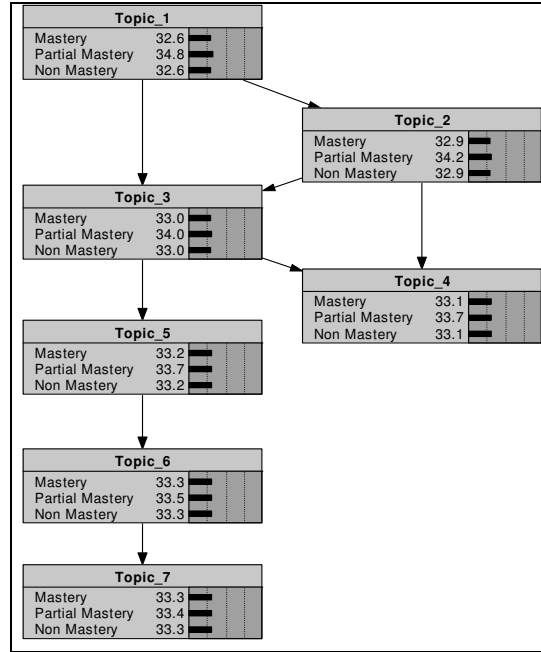 Topic_1
Mastery 32.6
Partial Mastery 34.8
Non Mastery 32.6
Topic_2
Mastery 32.9
Partial Mastery 34.2
Non Mastery 32.9
Topic_3
Mastery 33.0
Partial Mastery 34.0
Non Mastery 33.0
Topic_4
Mastery 33.1
Partial Mastery 33.7
Non Mastery 33.1
Topic_5
Mastery 33.2
Partial Mastery 33.7
Non Mastery 33.2
Topic_6
Mastery 33.3
Partial Mastery 33.5
Non Mastery 33.3
Topic_7
Mastery 33.3
Partial Mastery 33.4
Non Mastery 33.3